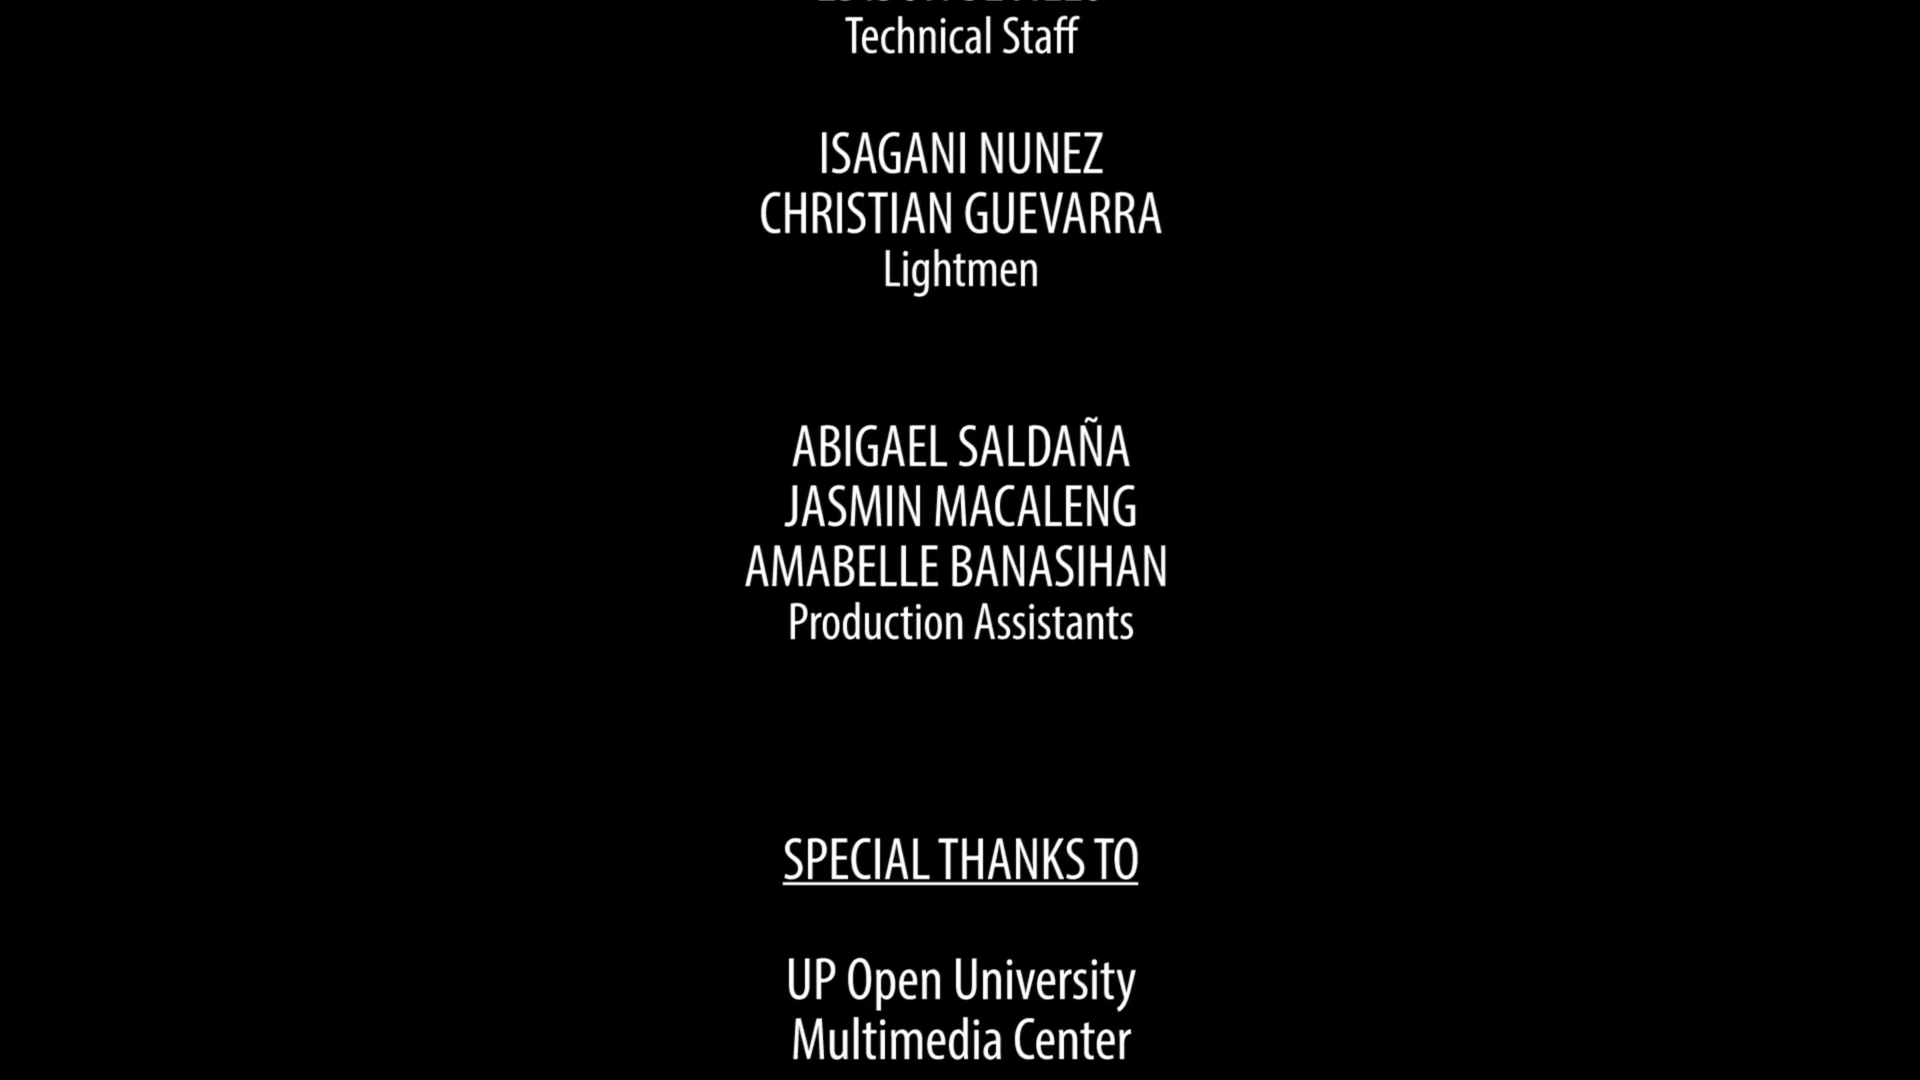 Technical Staff
ISAGANI NUNEZ
CHRISTIAN GUEVARRA
Lightmen
ABIGAEL SALDAÑA
JASMIN MACALENG
AMABELLE BANASIHAN
Production Assistants
SPECIAL THANKS TO
UP Open University
Multimedia Center